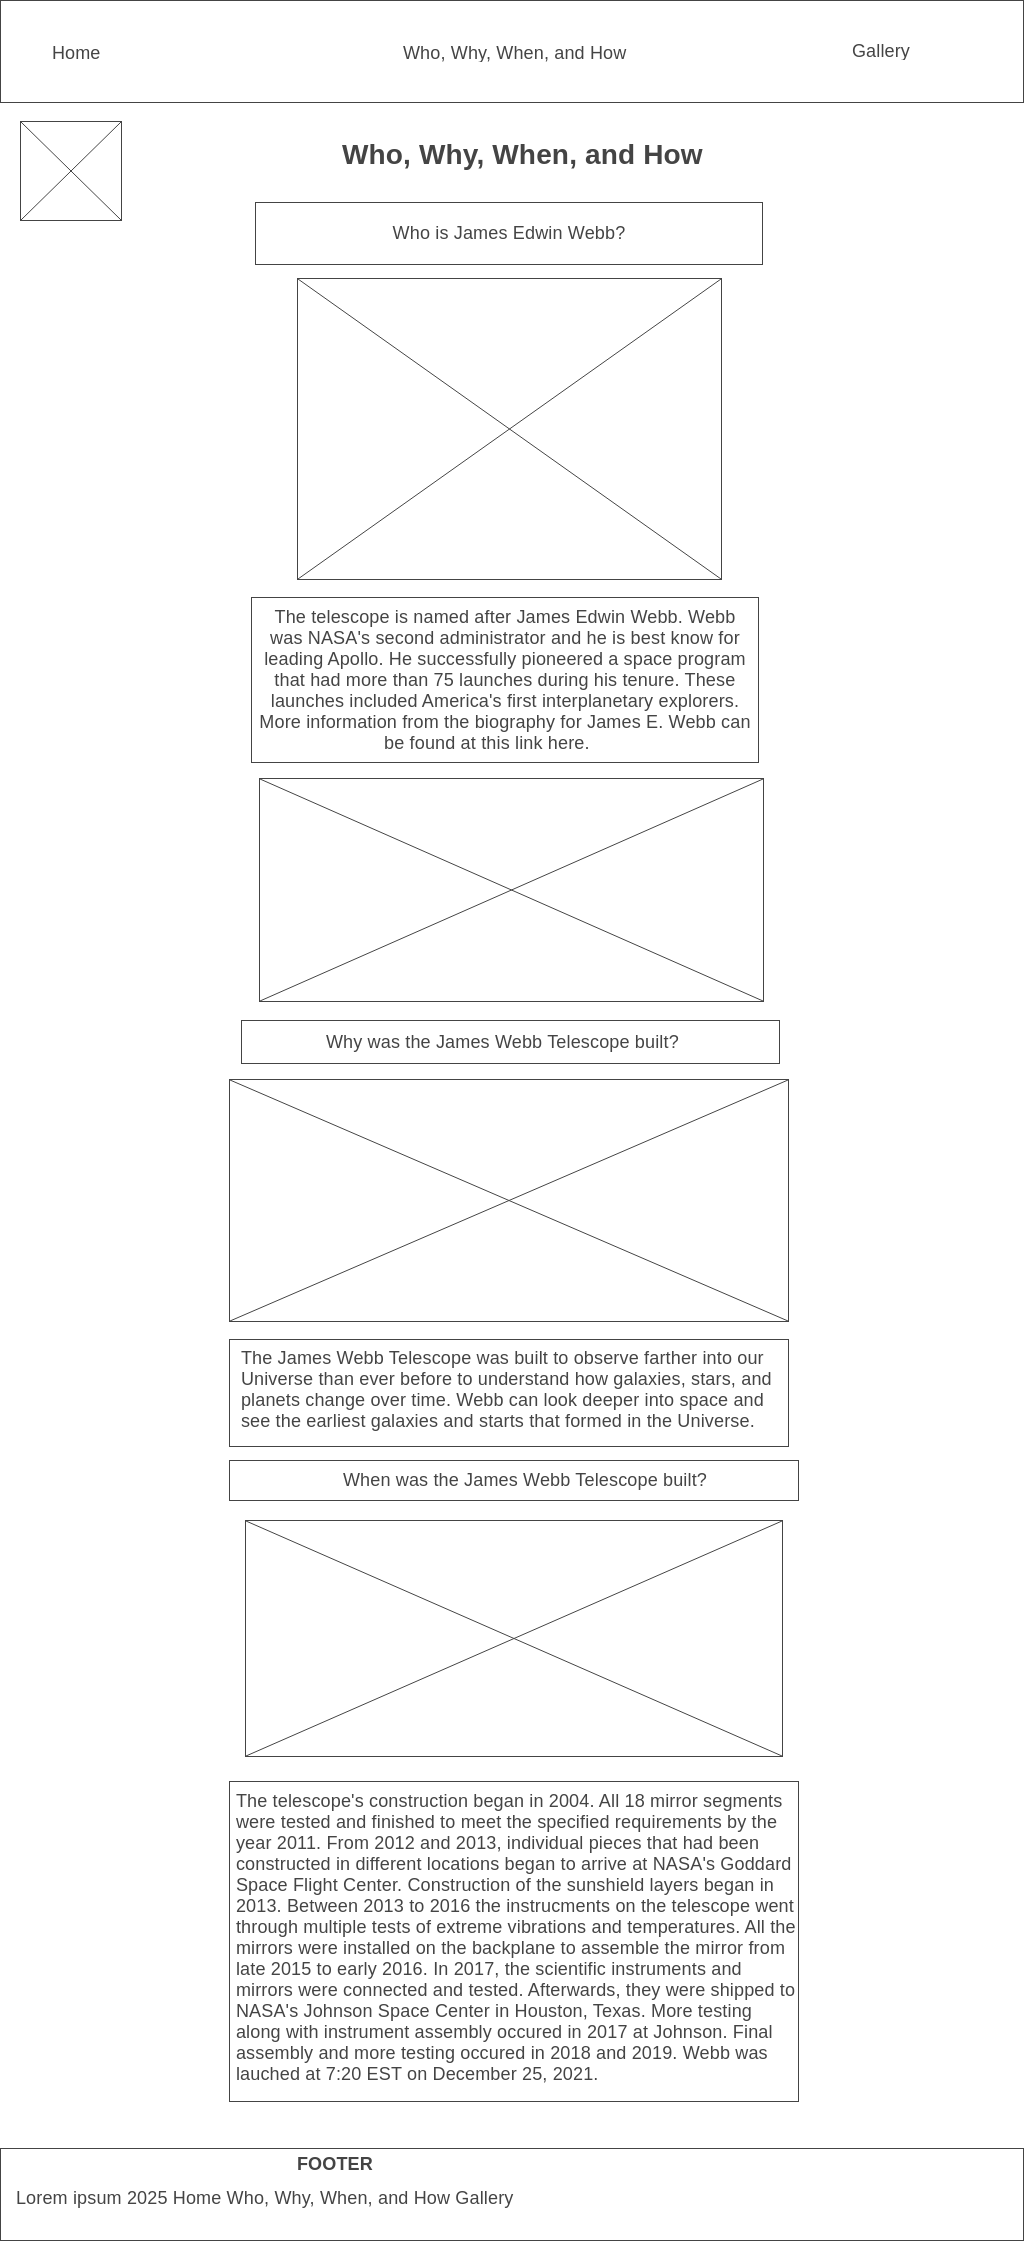 Home
Who, Why, When, and How
Gallery
Who, Why, When, and How
Who is James Edwin Webb?
The telescope is named after James Edwin Webb. Webb
was NASA's second administrator and he is best know for
leading Apollo. He successfully pioneered a space program
that had more than 75 launches during his tenure. These
launches included America's first interplanetary explorers.
More information from the biography for James E. Webb can
be found at this link here.
Why was the James Webb Telescope built?
The James Webb Telescope was built to observe farther into our
Universe than ever before to understand how galaxies, stars, and
planets change over time. Webb can look deeper into space and
see the earliest galaxies and starts that formed in the Universe.
When was the James Webb Telescope built?
The telescope's construction began in 2004. All 18 mirror segments
were tested and finished to meet the specified requirements by the
year 2011. From 2012 and 2013, individual pieces that had been
constructed in different locations began to arrive at NASA's Goddard
Space Flight Center. Construction of the sunshield layers began in
2013. Between 2013 to 2016 the instrucments on the telescope went
through multiple tests of extreme vibrations and temperatures. All the
mirrors were installed on the backplane to assemble the mirror from
late 2015 to early 2016. In 2017, the scientific instruments and
mirrors were connected and tested. Afterwards, they were shipped to
NASA's Johnson Space Center in Houston, Texas. More testing
along with instrument assembly occured in 2017 at Johnson. Final
assembly and more testing occured in 2018 and 2019. Webb was
lauched at 7:20 EST on December 25, 2021.
FOOTER
Lorem ipsum 2025 Home Who, Why, When, and How Gallery